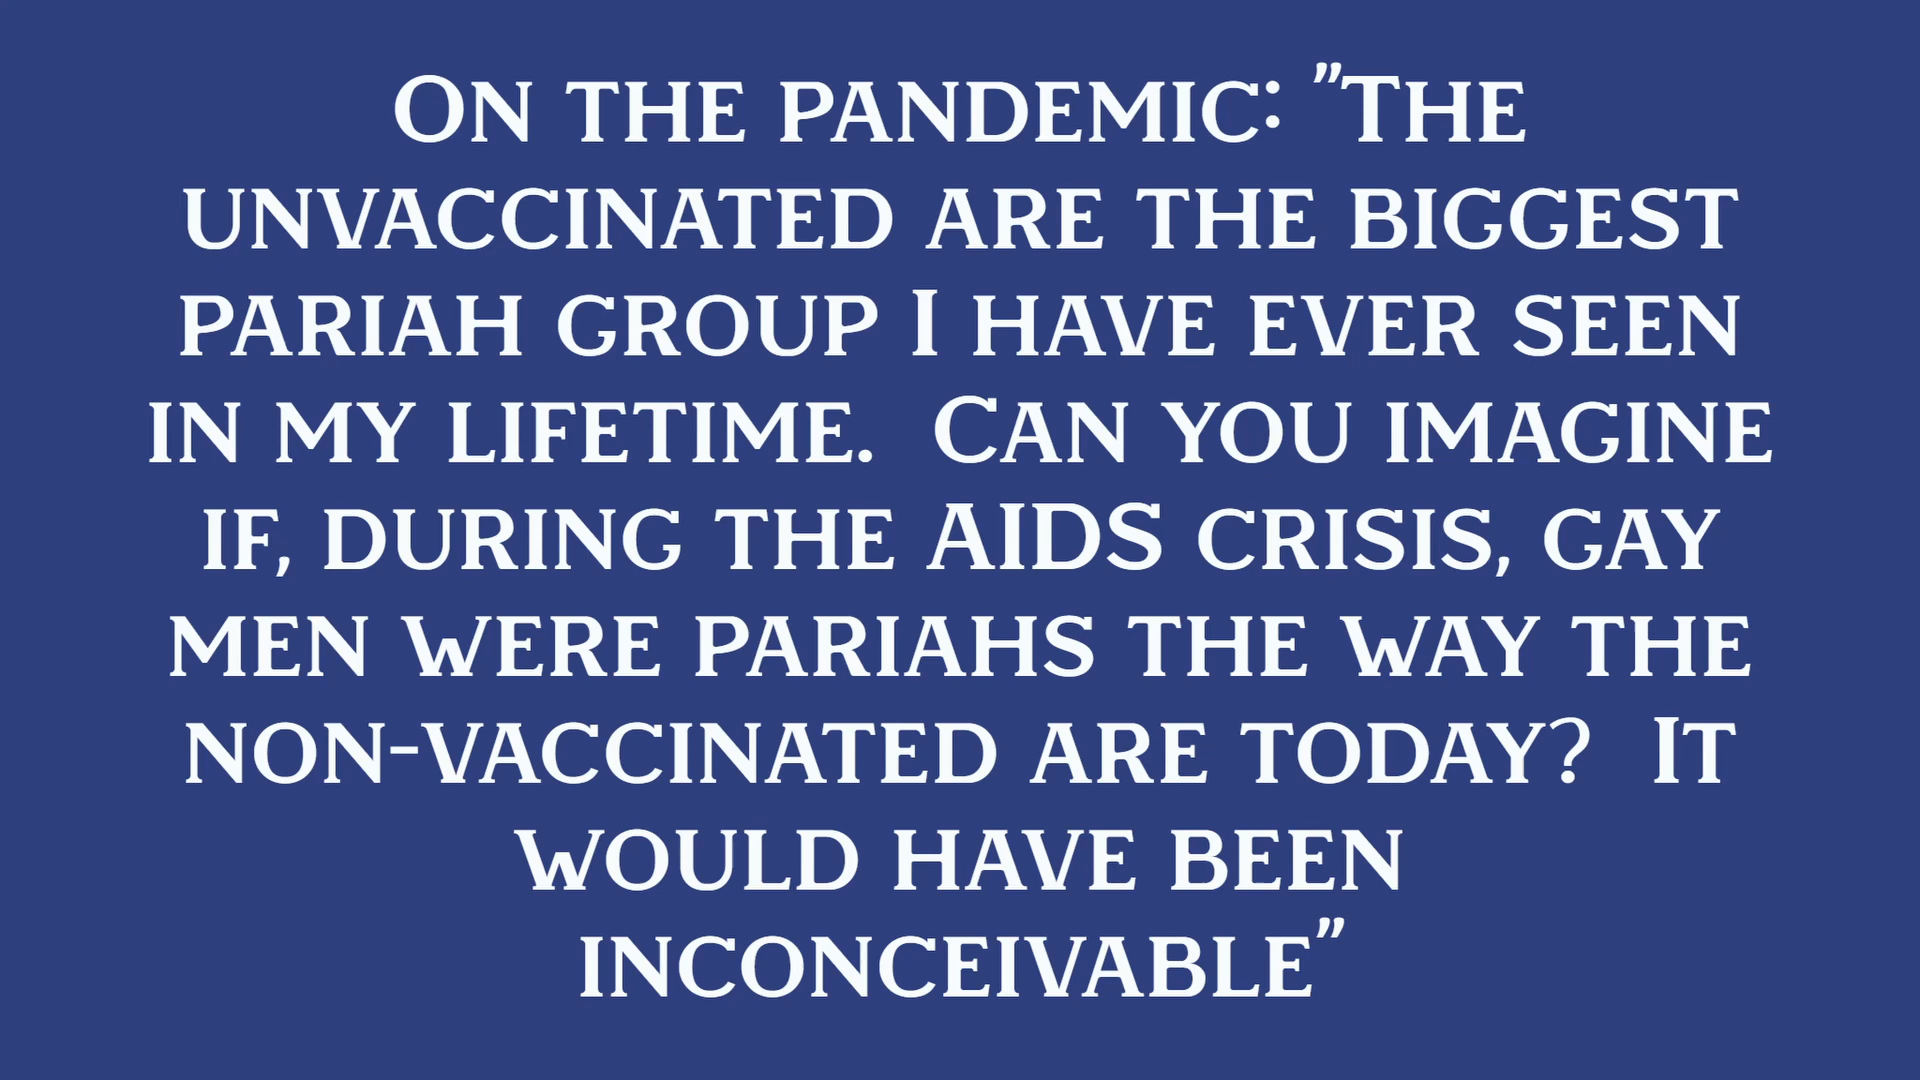 On the pandemic: "The
unvaccinated are the biggest
pariah group I have ever seen
in my lifetime.  Can you imagine
if, during the AIDS crisis, gay
men were pariahs the way the
non-vaccinated are today?  It
would have been
inconceivable"